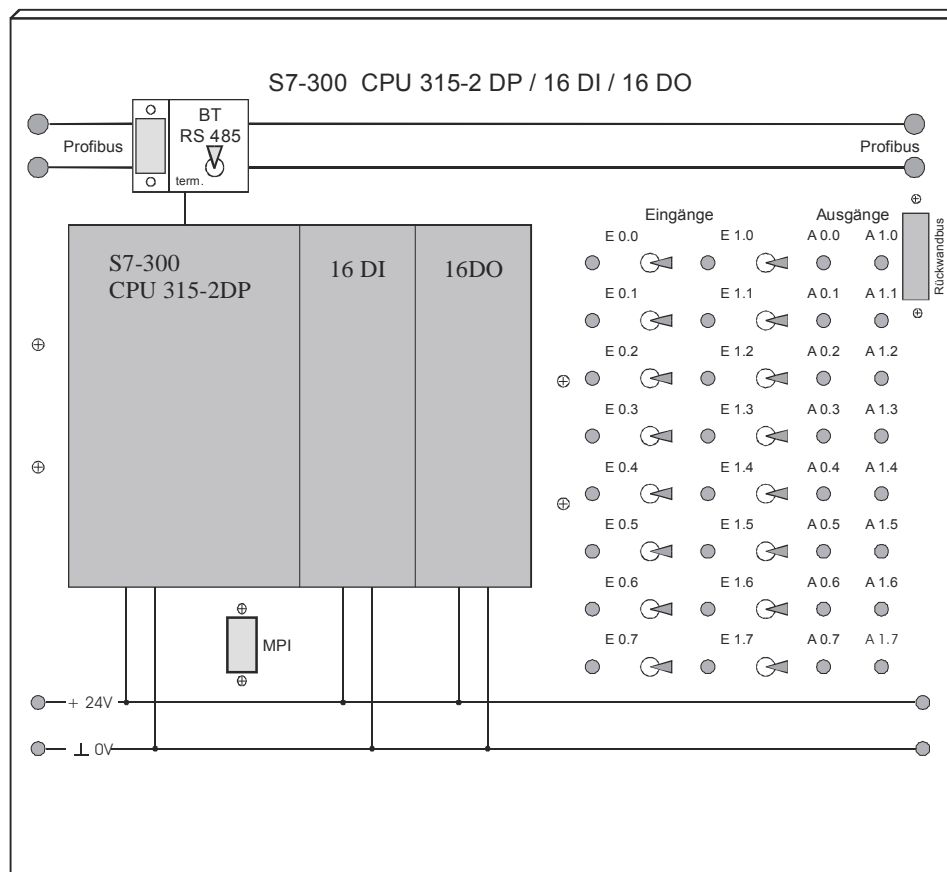 S7-300 CPU 315-2 DP / 16 DI / 16 DO
BT
RS 485
term.
Profibus
Profibus
Eingänge
Ausgänge
Rückwandbus
S7-300
CPU 315-2DP
16 DI
16DO
E 0.0 E 1.0 A 0.0 A 1.0
E 0.1 E 1.1 A 0.1 A 1.1
E 0.2 E 1.2 A 0.2 A 1.2
E 0.3 E 1.3 A 0.3 A 1.3
E 0.4 E 1.4 A 0.4 A 1.4
E 0.5 E 1.5 A 0.5 A 1.5
E 0.6 E 1.6 A 0.6 A 1.6
E 0.7 E 1.7 A 0.7 A 1.7
MPI
+ 24V
0V